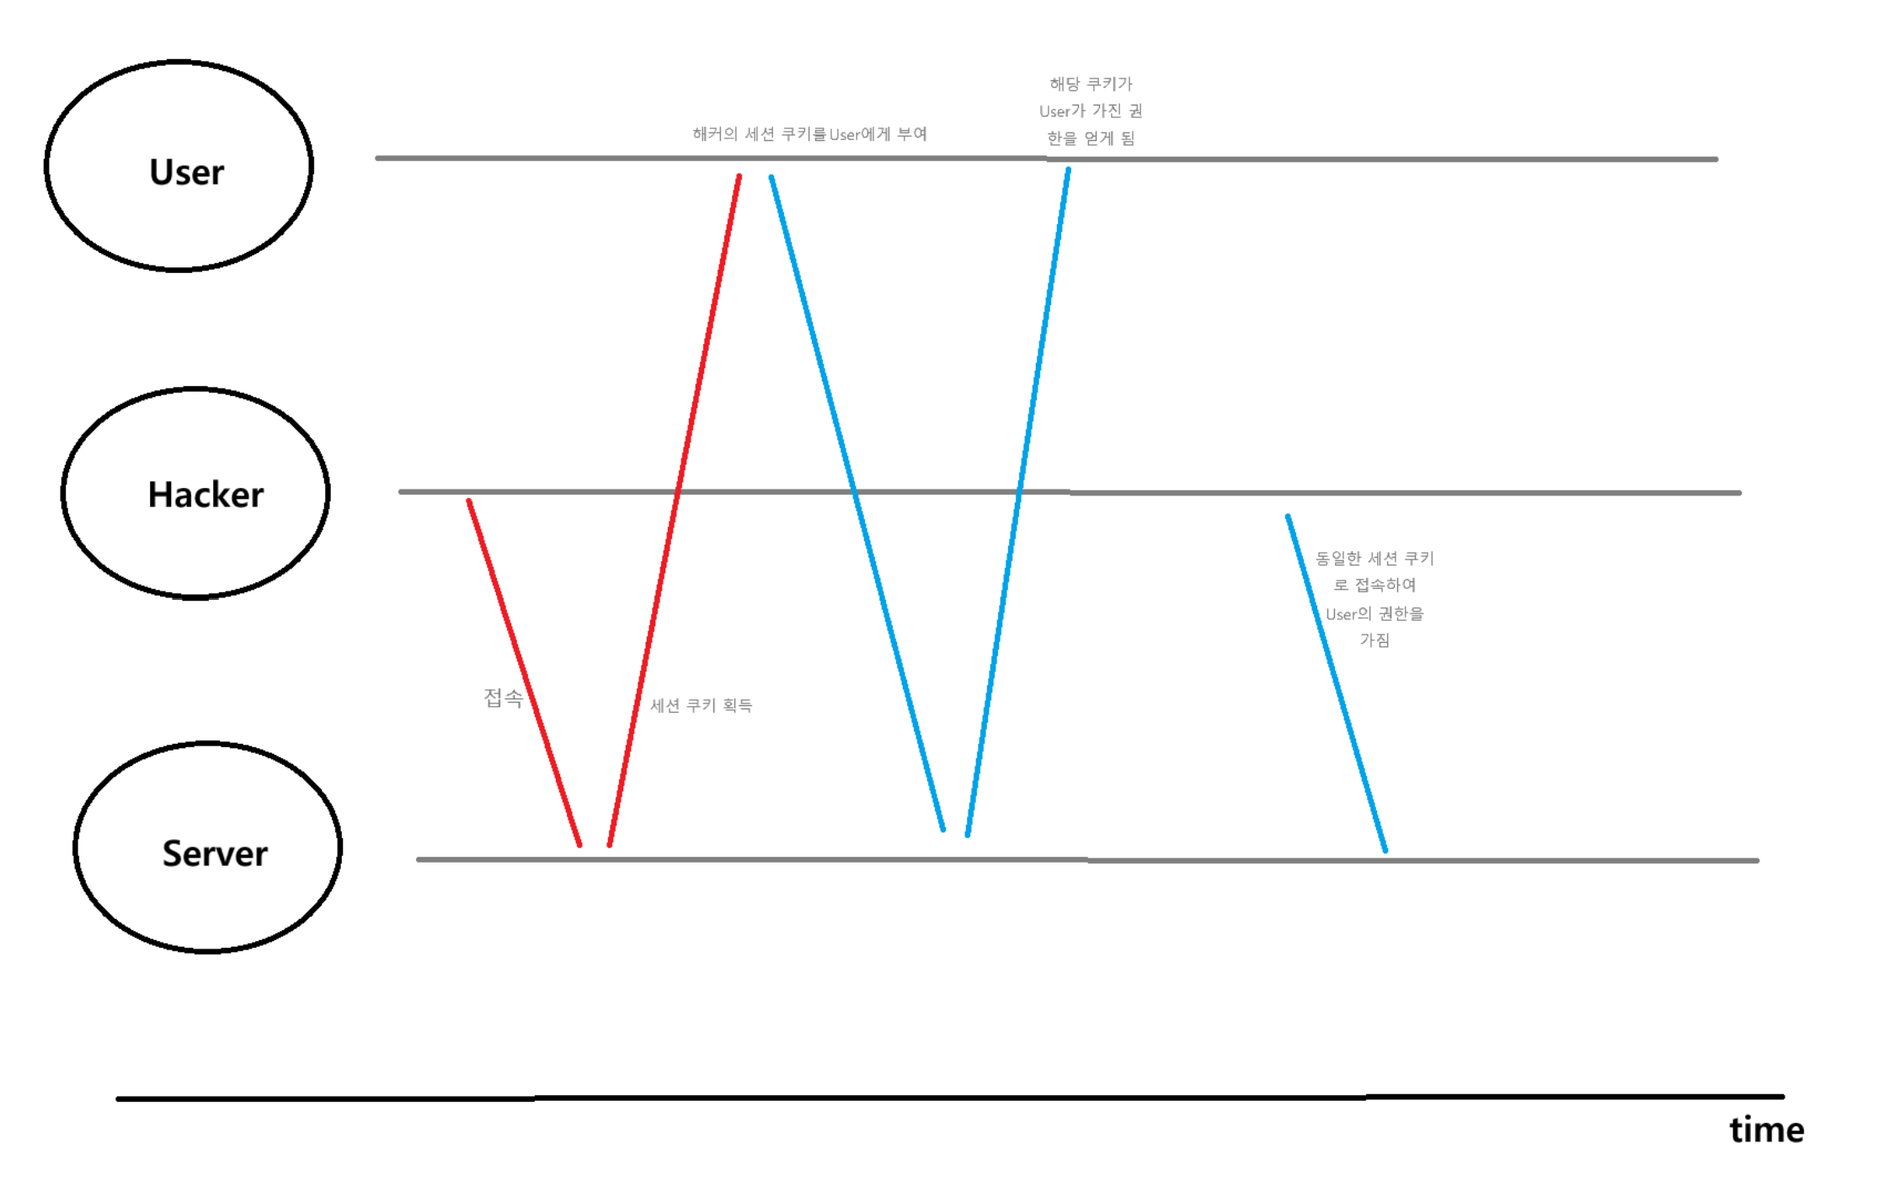 해당 쿠키가
User가 가진 권
한을 얻게 됨
해커의 세션 쿠키를 User에게 부여
User
Hacker
동일한 세션 쿠키
로 접속하여
User의 권한을
가짐
접속
세션 쿠키 획득
Server
time